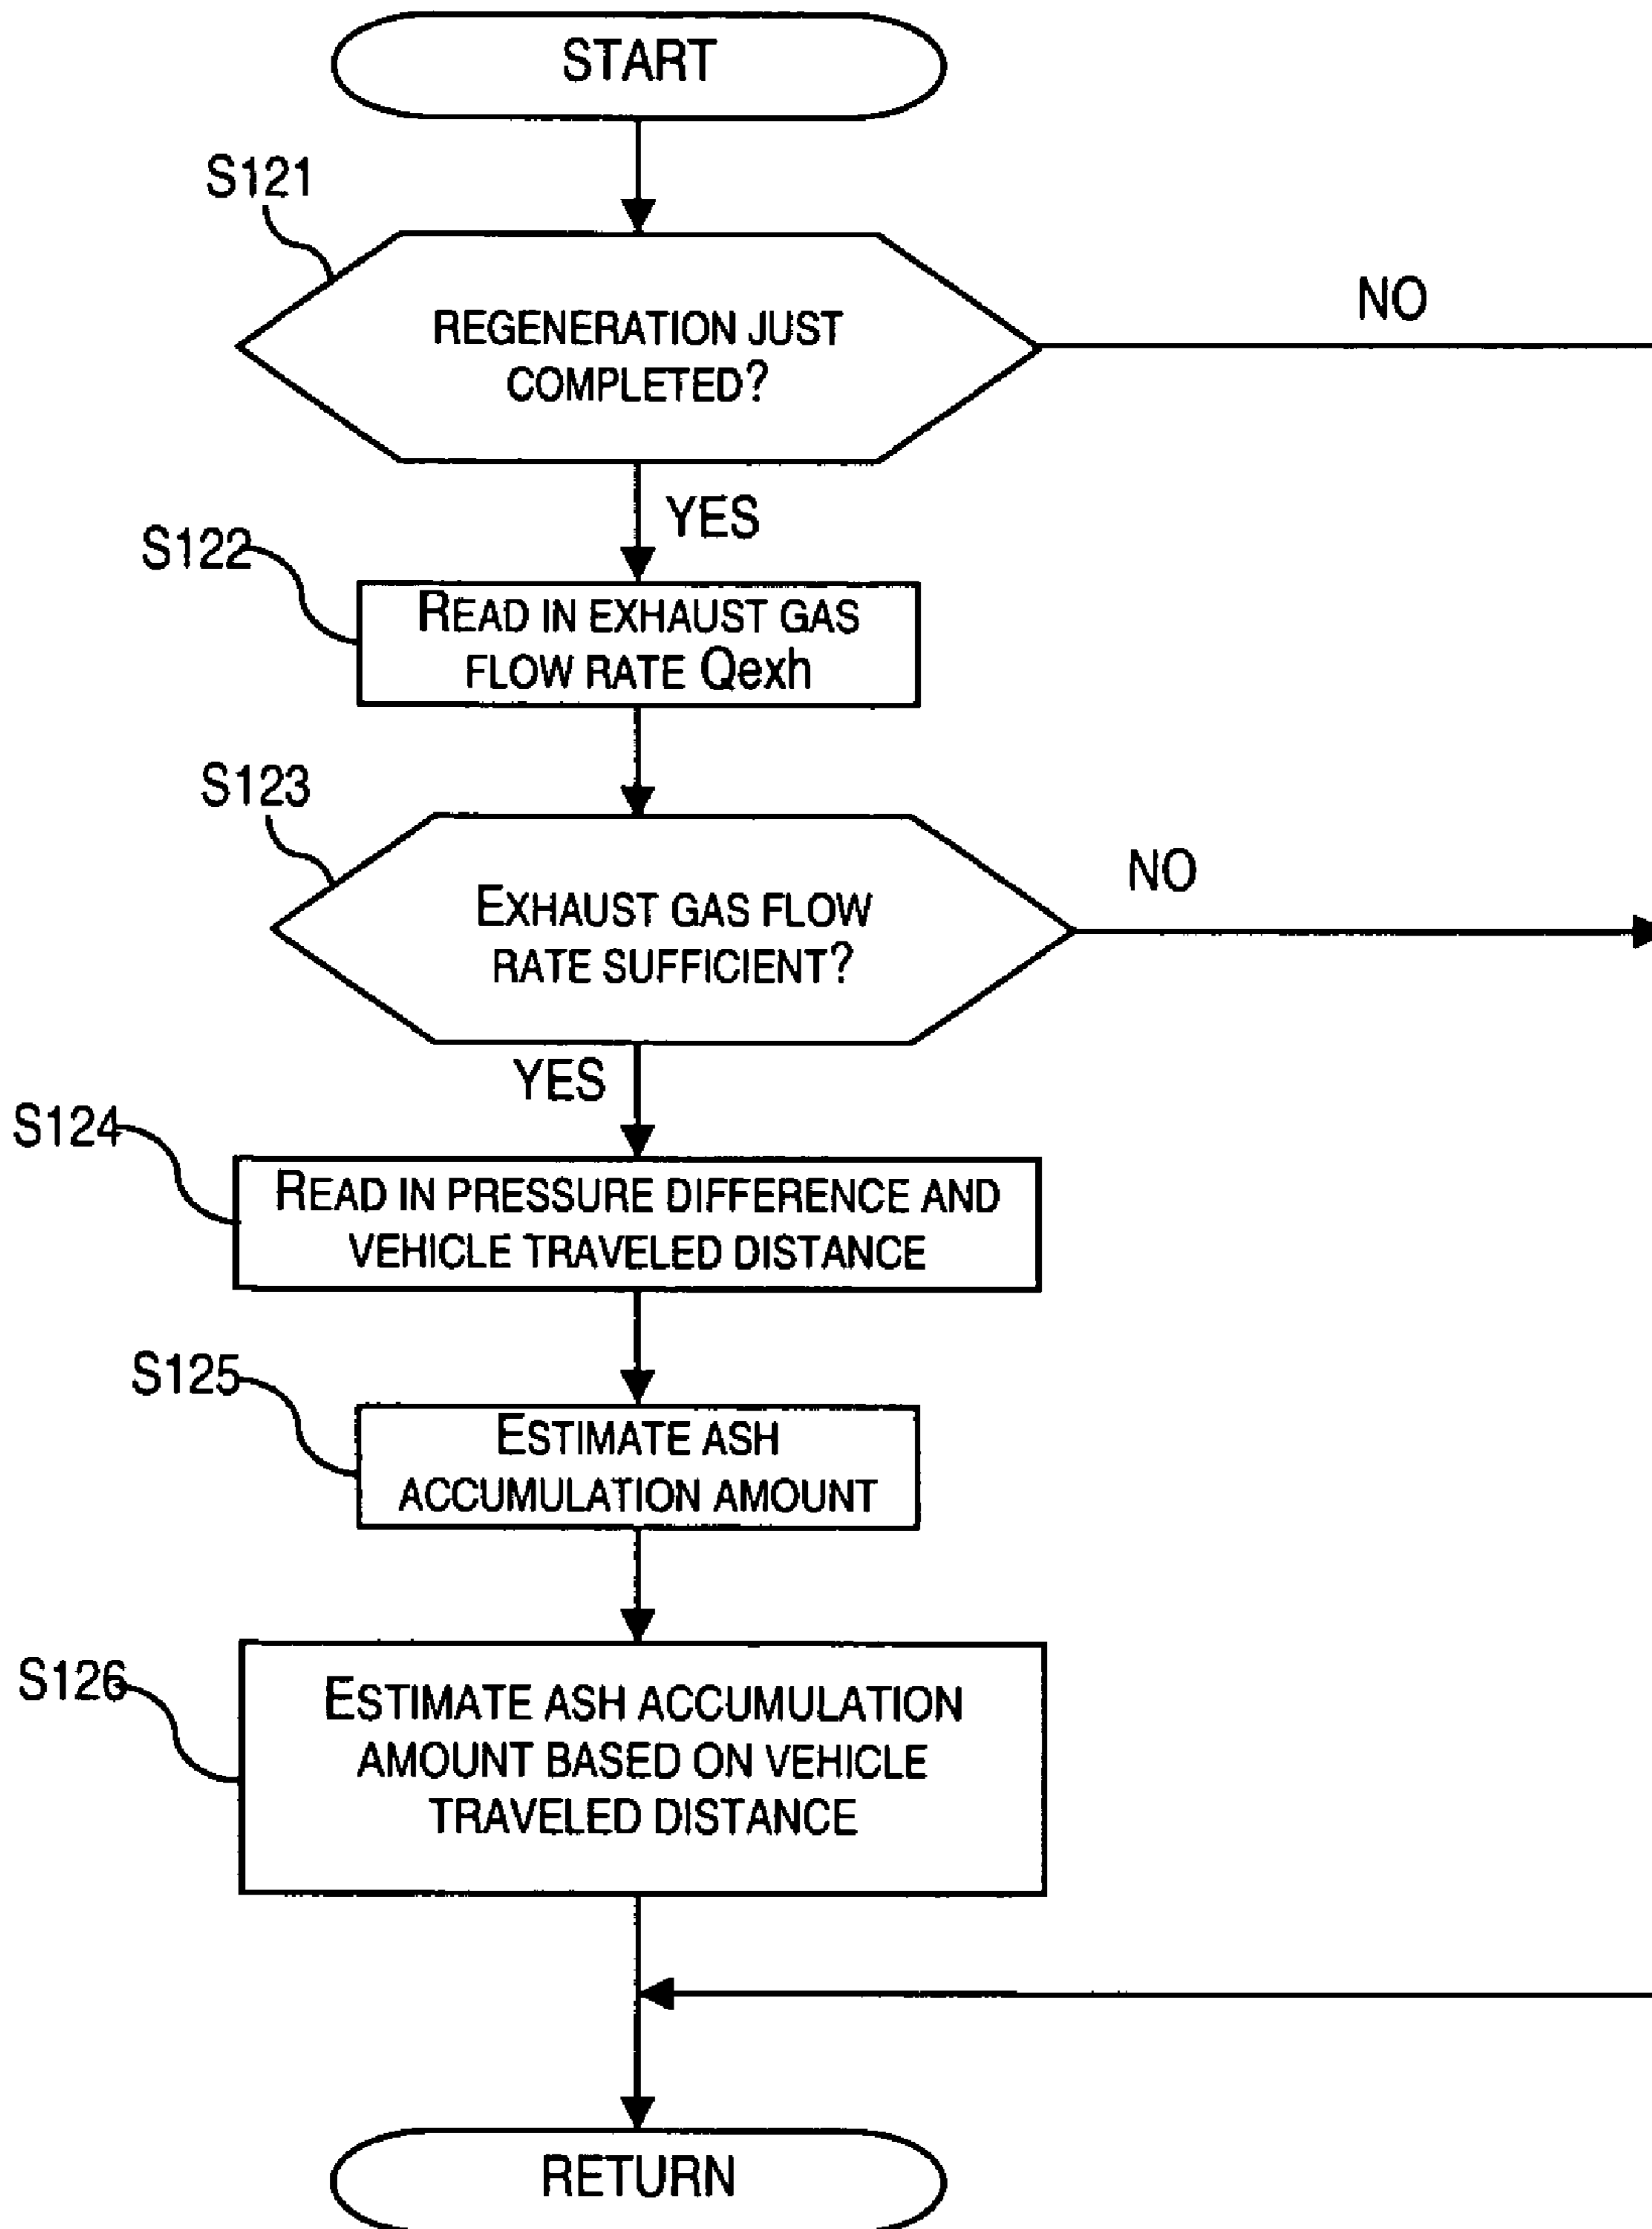 START
S121
REGENERATION JUST
COMPLETED?
NO
YES
S122
READ IN EXHAUST GAS
FLOW RATE Qexh
S123
EXHAUST GAS FLOW
RATE SUFFICIENT?
NO
YES
S124
READ IN PRESSURE DIFFERENCE AND
VEHICLE TRAVELED DISTANCE
S125
ESTIMATE ASH
ACCUMULATION AMOUNT
S126
ESTIMATE ASH ACCUMULATION
AMOUNT BASED ON VEHICLE
TRAVELED DISTANCE
RETURN